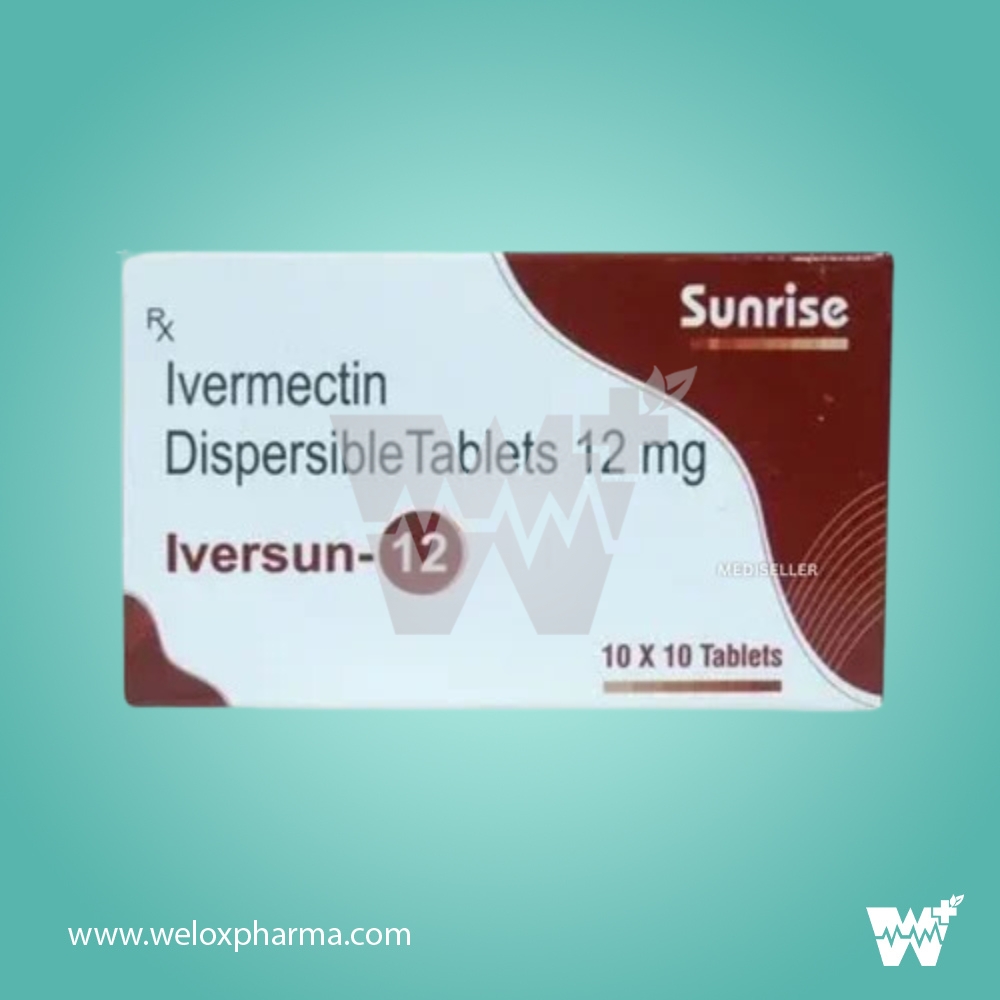 Sunrise
Rx
Ivermectin
Dispersible Tablets 12 mg
Iversun-12
MEDISELLER
10 X 10 Tablets
www.weloxpharma.com
W+
W+